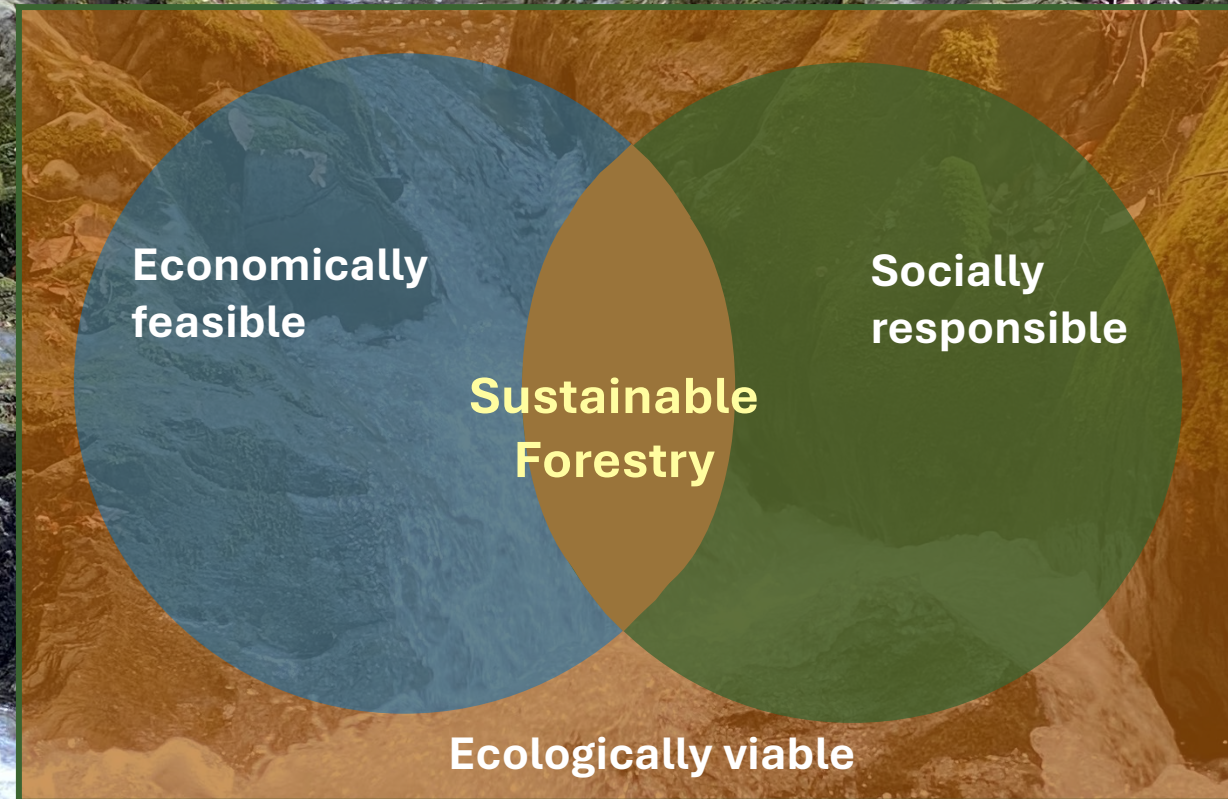 Economically
feasible
Socially
responsible
Sustainable
Forestry
Ecologically viable